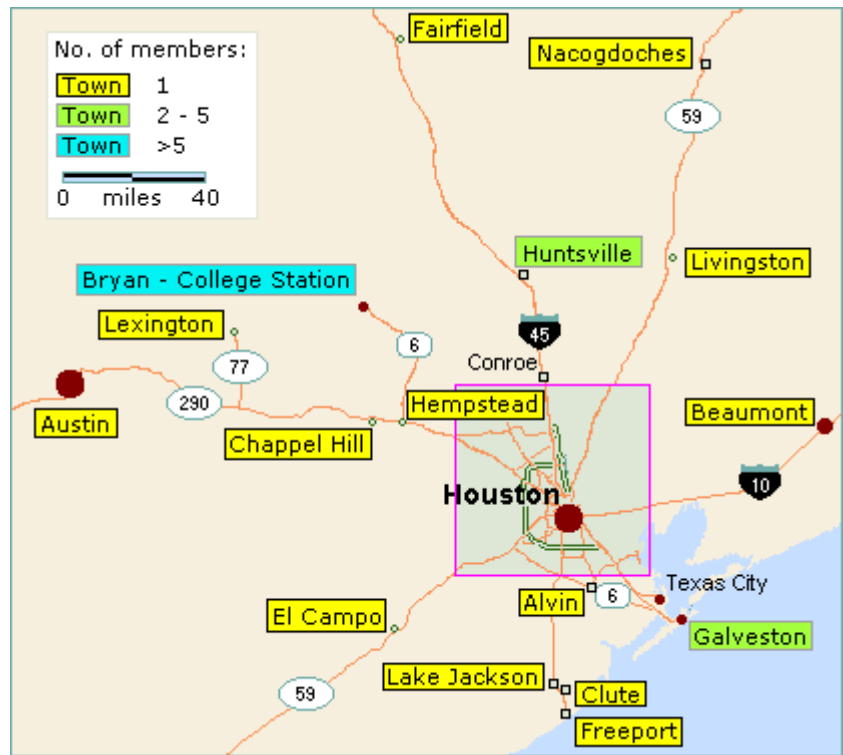 Fairfield
No. of members:
Town 1
Town 2 - 5
Town >5
0 miles 40
Nacogdoches
59
Huntsville
Livingston
Bryan - College Station
Lexington
45
6
Conroe
77
290
Hempstead
Beaumont
Austin
Chappel Hill
10
Houston
Texas City
Alvin
6
El Campo
Galveston
Lake Jackson
59
Clute
Freeport